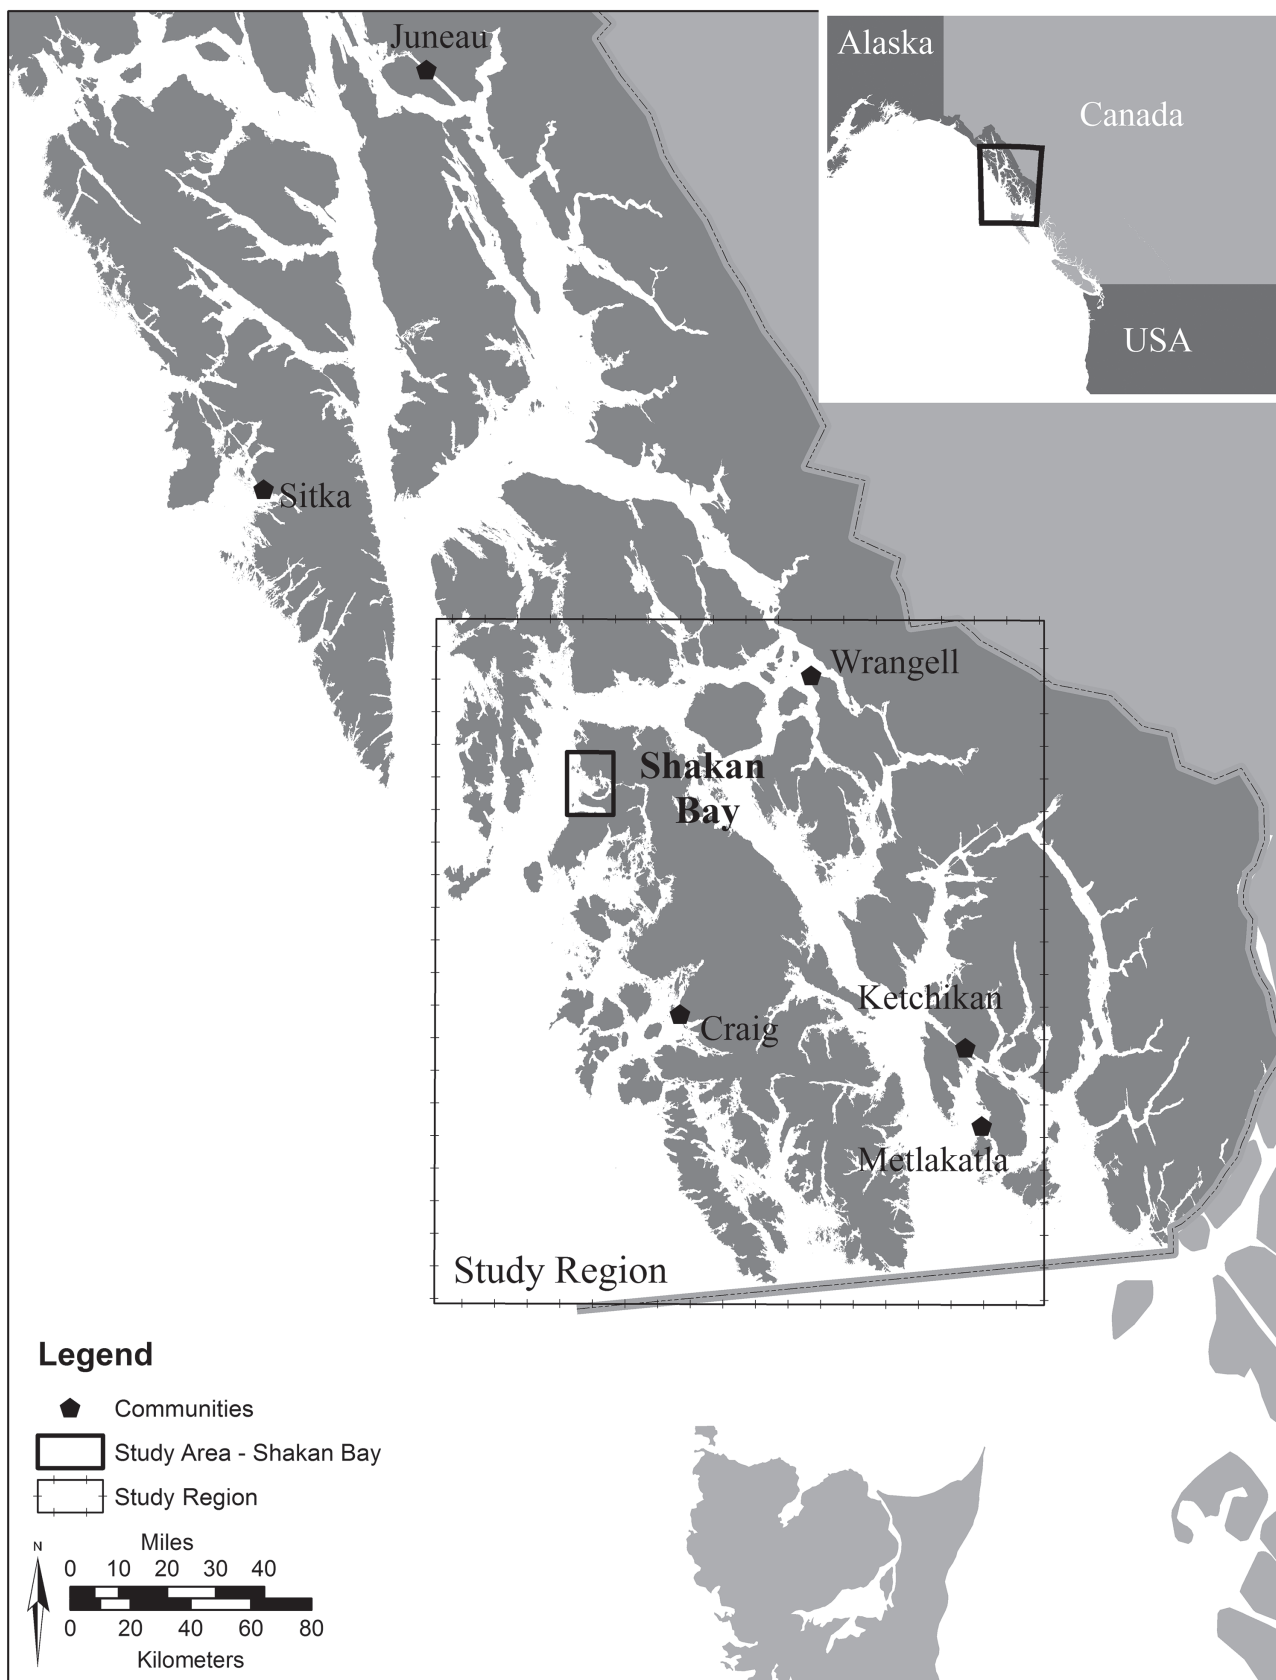 Juneau
Alaska
Canada
USA
Sitka
Wrangell
Shakan
Bay
Ketchikan
Craig
Metlakatla
Study Region
Legend
Communities
Study Area - Shakan Bay
Study Region
N
Miles
0 10 20 30 40
0 20 40 60 80
Kilometers